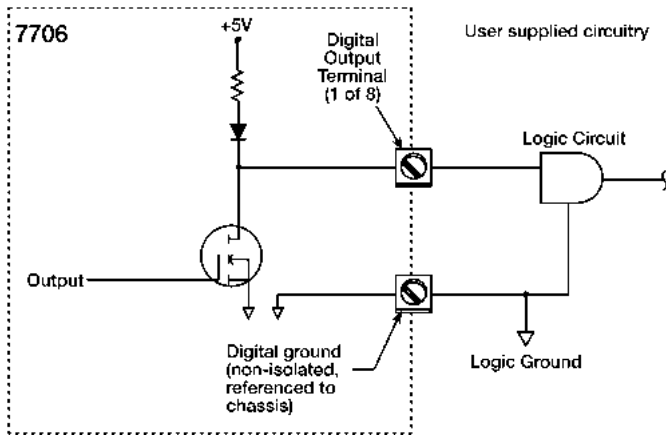 7706
+5V
Digital
Output
Terminal
(1 of 8)
User supplied circuitry
Logic Circuit
Output
Digital ground
(non-isolated,
referenced to
chassis)
Logic Ground